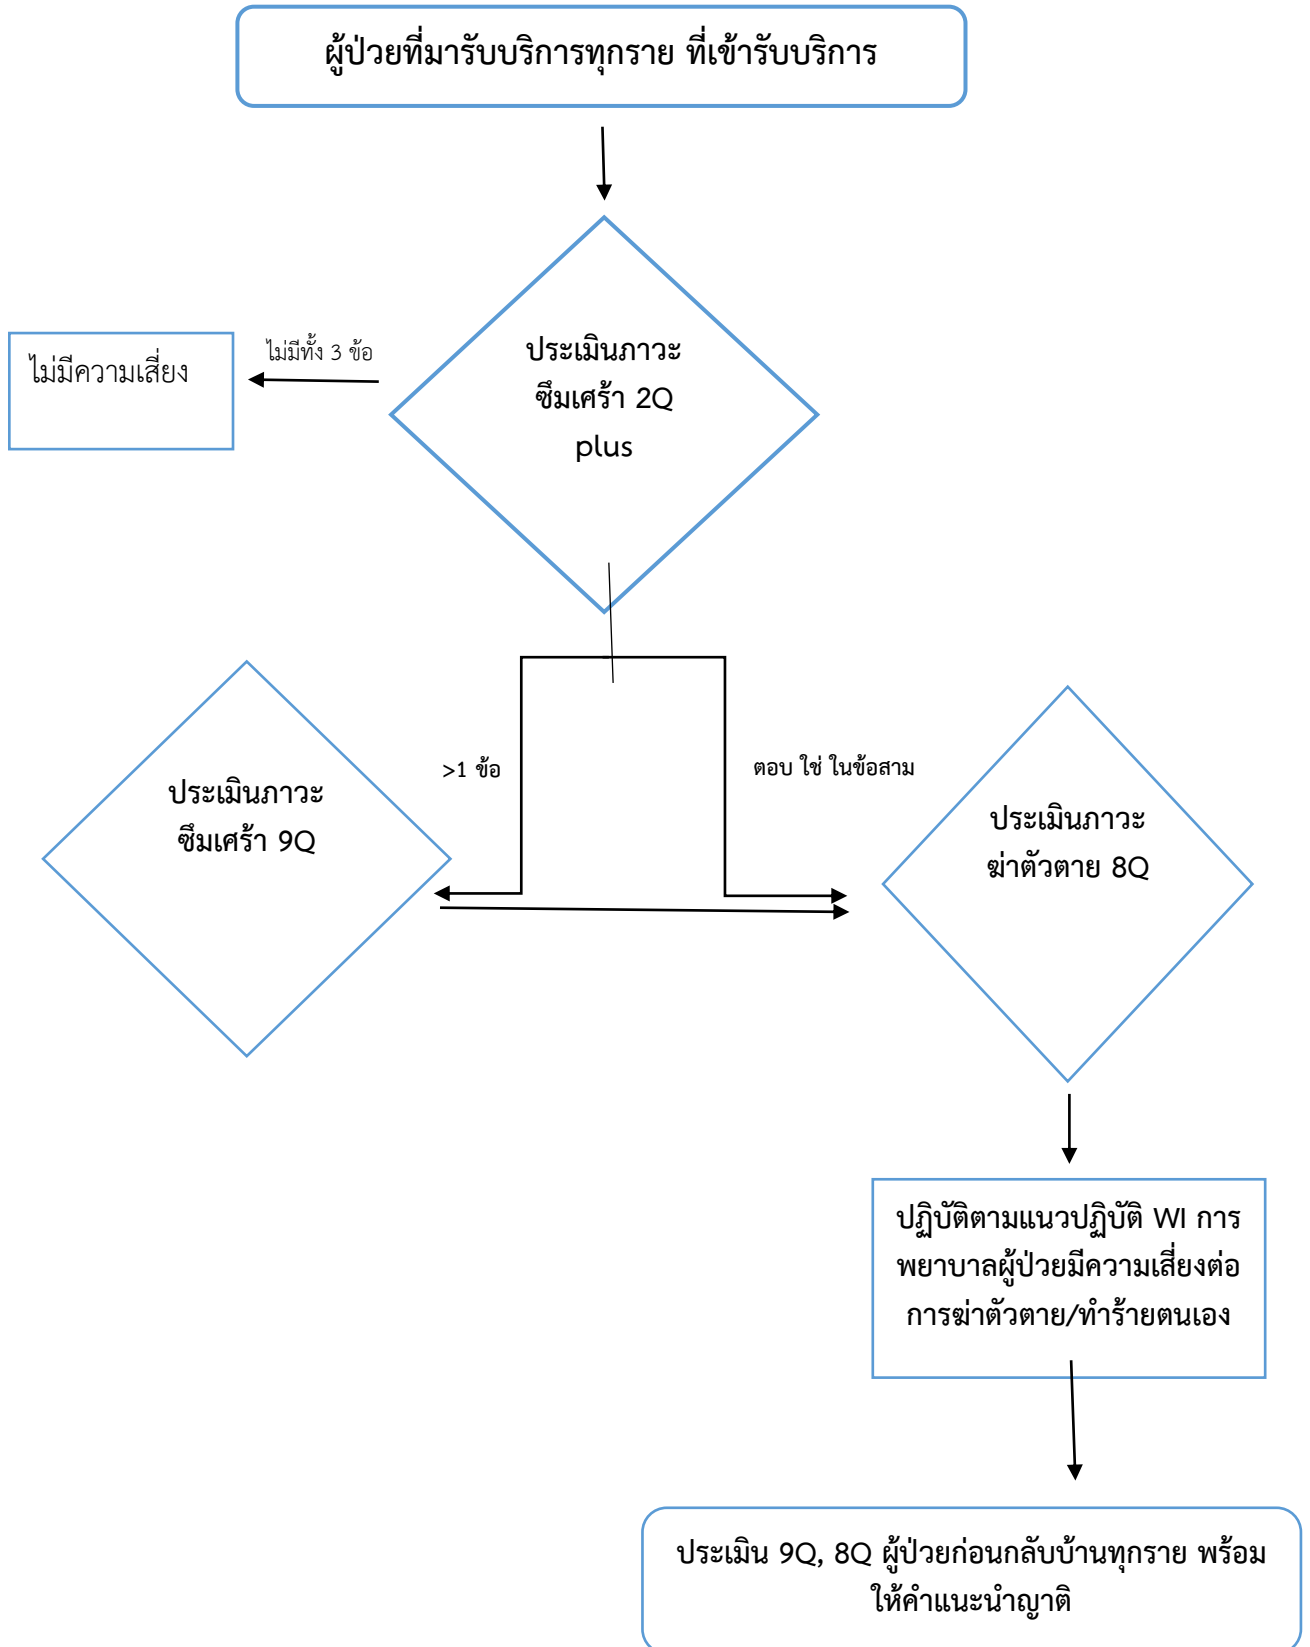 ผู้ป่วยที่มารับบริการทุกราย ที่เข้ารับบริการ
ไม่มีความเสี่ยง
ไม่มีทั้ง 3 ข้อ
ประเมินภาวะ
ซึมเศร้า 2Q
plus
>1 ข้อ
ตอบ ใช่ ในข้อสาม
ประเมินภาวะ
ซึมเศร้า 9Q
ประเมินภาวะ
ฆ่าตัวตาย 8Q
ปฏิบัติตามแนวปฏิบัติ WI การ
พยาบาลผู้ป่วยมีความเสี่ยงต่อ
การฆ่าตัวตาย/ทำร้ายตนเอง
ประเมิน 9Q, 8Q ผู้ป่วยก่อนกลับบ้านทุกราย พร้อม
ให้คำแนะนำญาติ